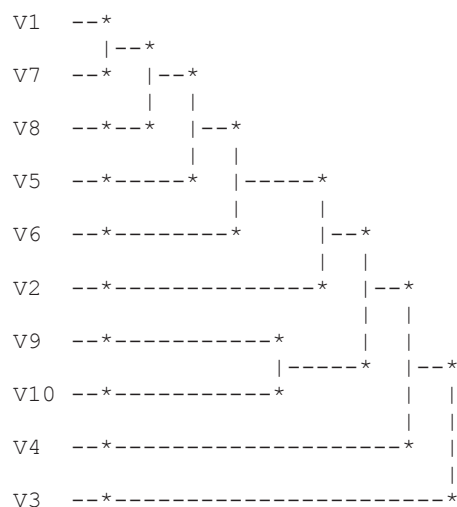 V1 --*
|--*
V7 --* |--*
| |
V8 --*--* |--*
| |
V5 --*-----* |-----*
| |
V6 --*--------* |--*
| |
V2 --*--------------* |--*
| |
V9 --*-----------* | |
|-----* |--*
V10 --*-----------* | |
| |
V4 --*--------------------* |
|
V3 --*-----------------------*